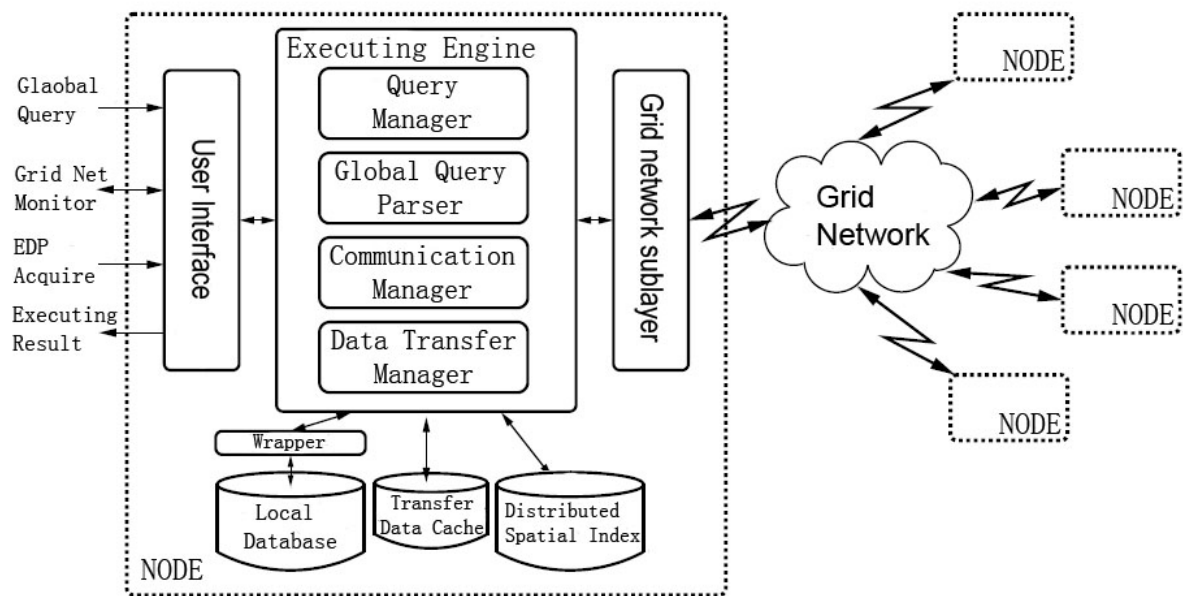 Glaobal
Query
Grid Net
Monitor
EDP
Acquire
Executing
Result
User Interface
Executing Engine
Query
Manager
Global Query
Parser
Communication
Manager
Data Transfer
Manager
Grid network sublayer
Wrapper
Local
Database
Transfer
Data Cache
Distributed
Spatial Index
NODE
Grid
Network
NODE
NODE
NODE
NODE